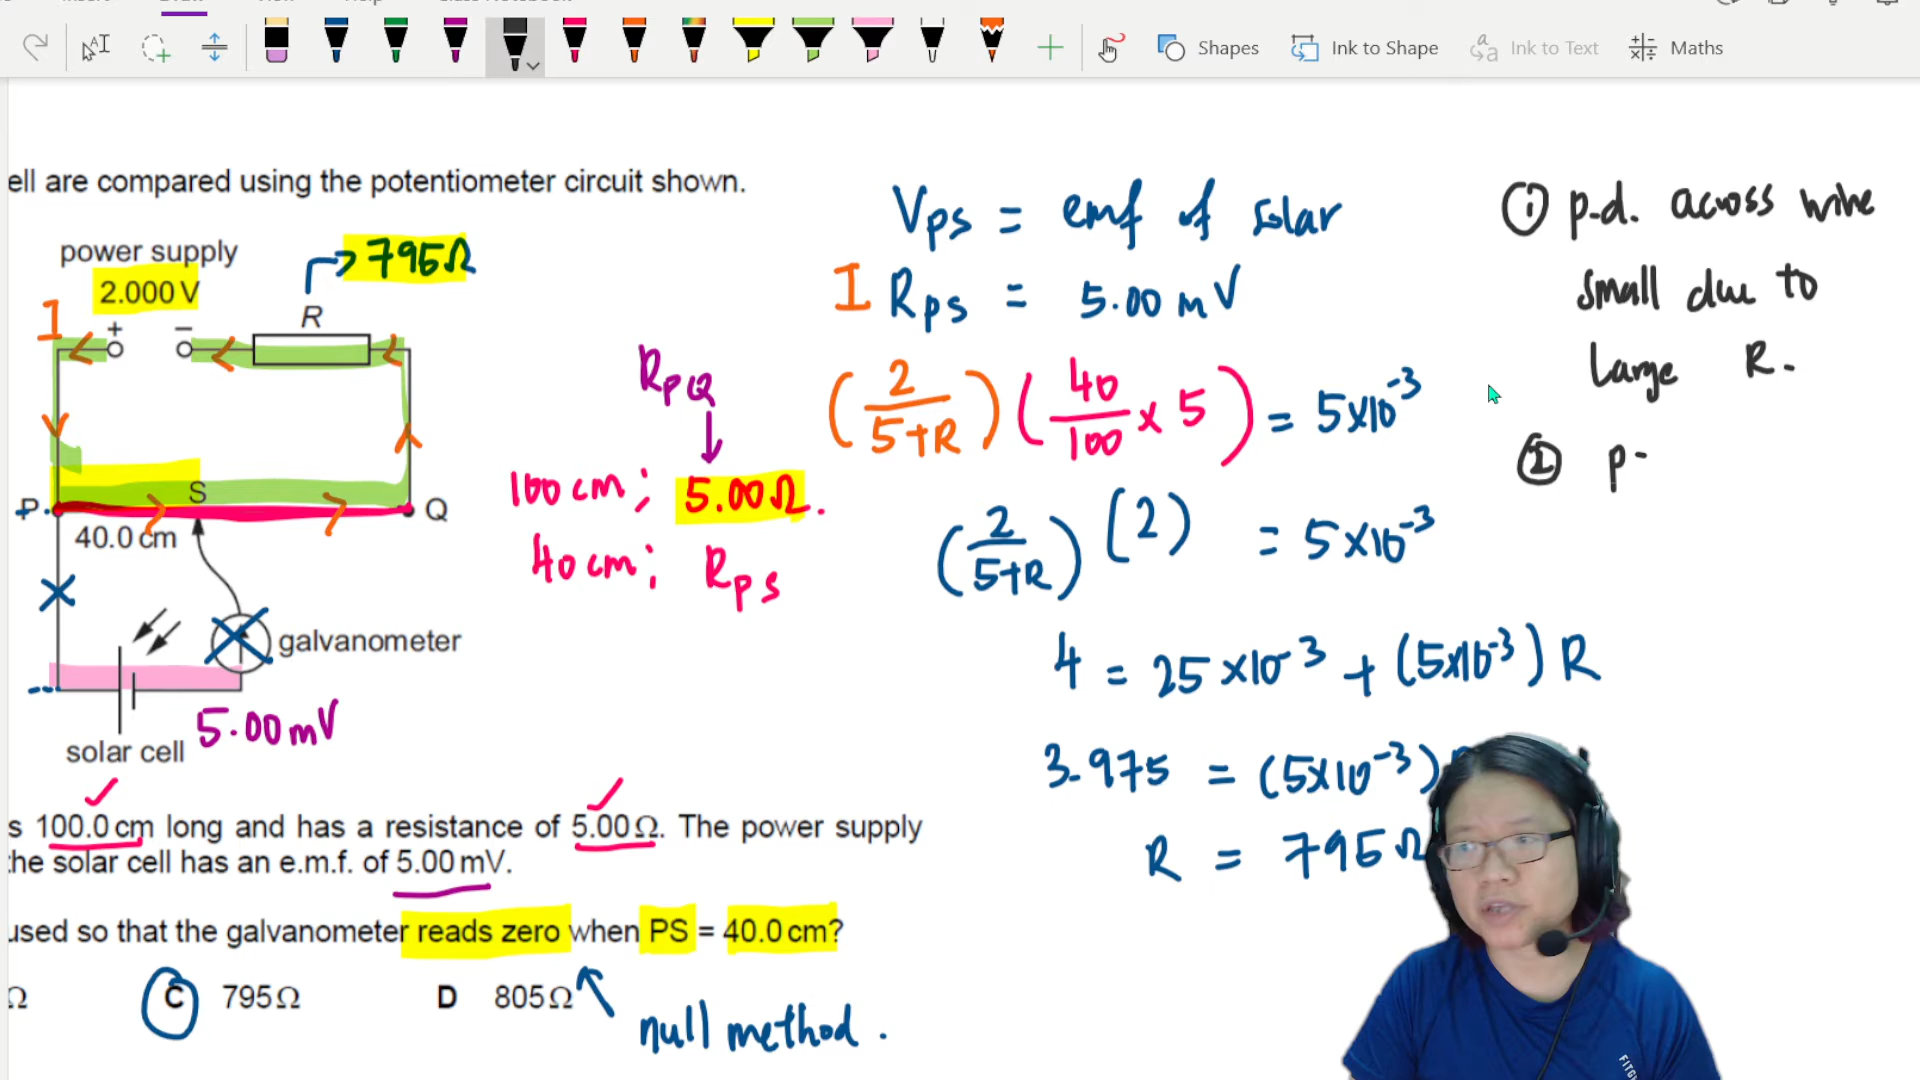 Shapes
Ink to Shape
Ink to Text
Maths
ell are compared using the potentiometer circuit shown.
power supply
2.000 V
795Ω
I
+
−
R
P
S
Q
40.0 cm
galvanometer
solar cell
5.00mV
RPQ
100 cm ; 5.00Ω.
40 cm ; RPS
VPS = emf of solar
I RPS = 5.00 mV
(2/5+R) (40/100 × 5) = 5×10⁻³
(2/5+R) (2) = 5×10⁻³
4 = 25×10⁻³ + (5×10⁻³) R
3.975 = (5×10⁻³)
R = 795Ω
① p.d. across wire
small due to
large R.
② p-
s 100.0 cm long and has a resistance of 5.00 Ω. The power supply
the solar cell has an e.m.f. of 5.00 mV.
used so that the galvanometer reads zero when PS = 40.0 cm?
Ω C 795 Ω D 805 Ω
null method.